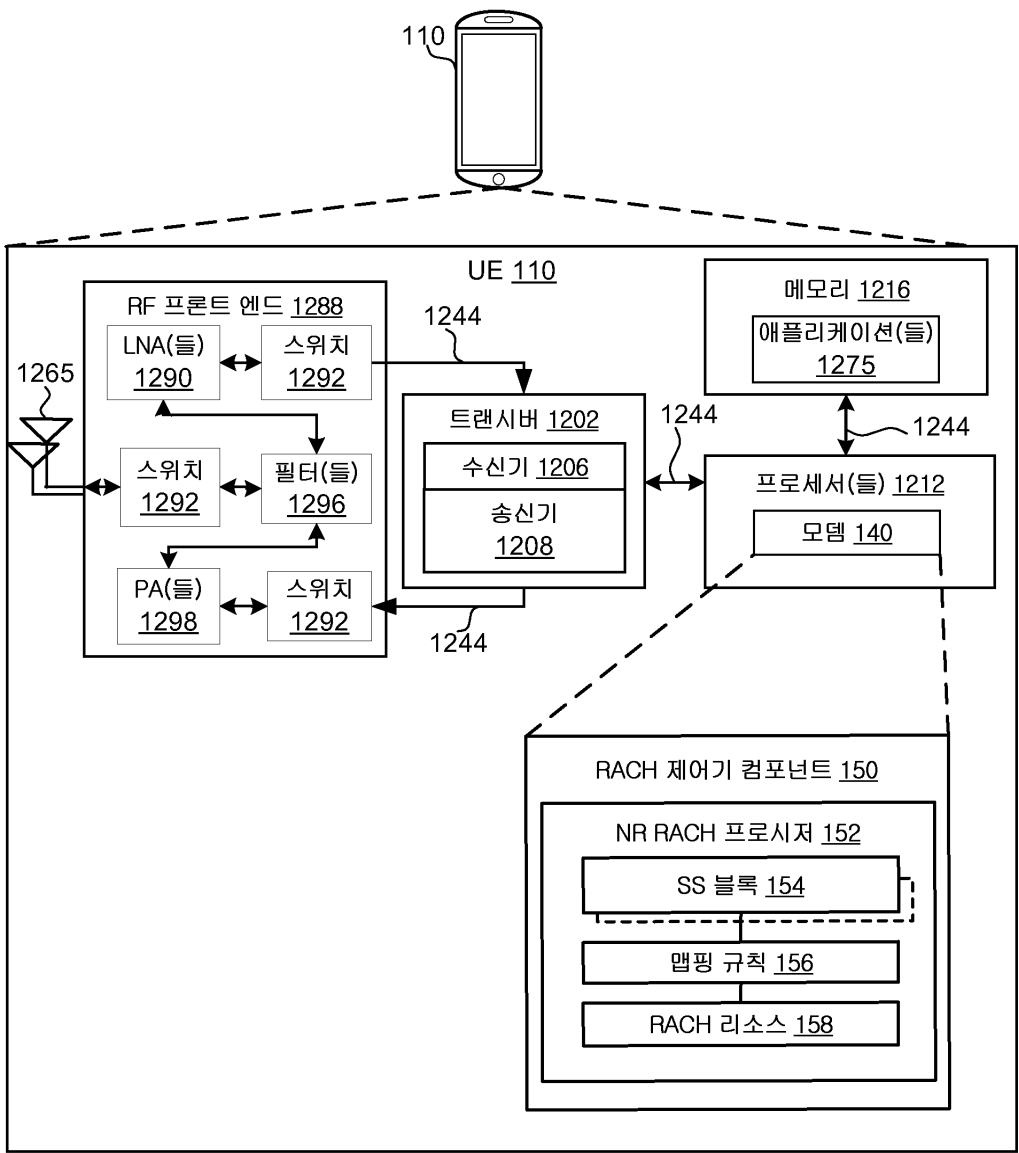 110
UE 110
RF 프론트 엔드 1288
LNA(들)
1290
스위치
1292
1244
1265
스위치
1292
필터(들)
1296
PA(들)
1298
스위치
1292
1244
트랜시버 1202
수신기 1206
송신기
1208
1244
메모리 1216
애플리케이션(들)
1275
1244
프로세서(들) 1212
모뎀 140
RACH 제어기 컴포넌트 150
NR RACH 프로시저 152
SS 블록 154
맵핑 규칙 156
RACH 리소스 158